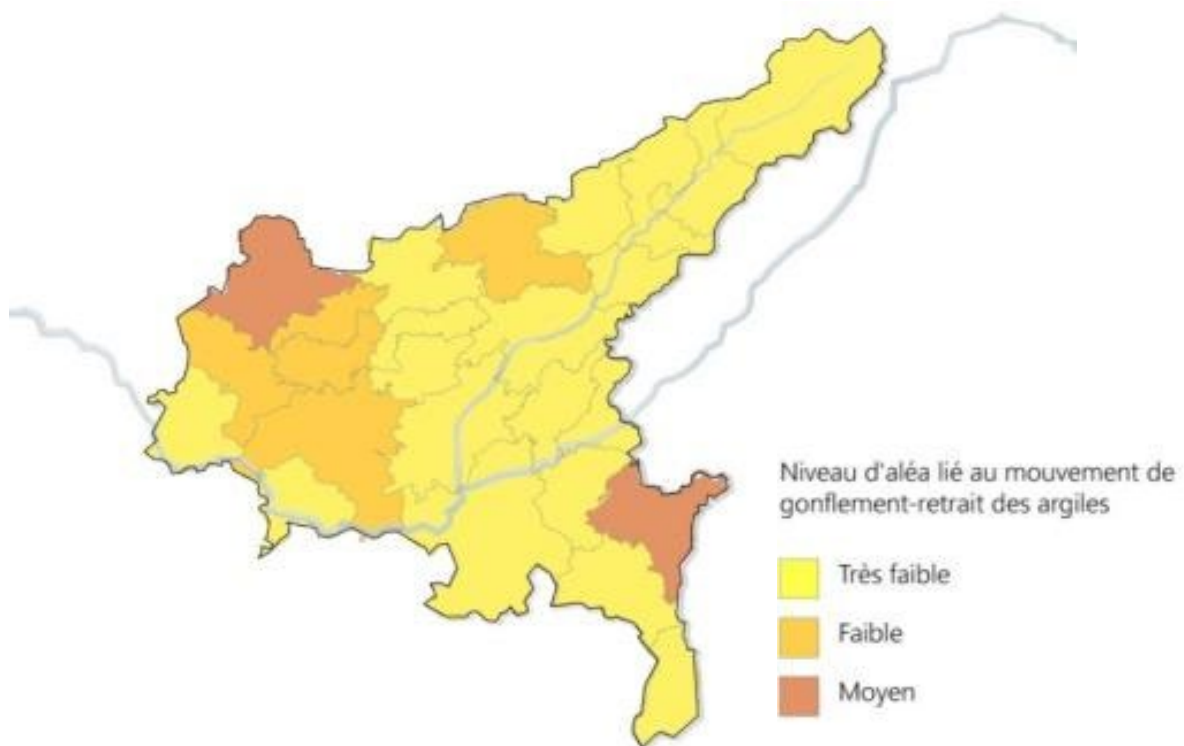 Niveau d'aléa lié au mouvement de
gonflement-retrait des argiles
Très faible
Faible
Moyen